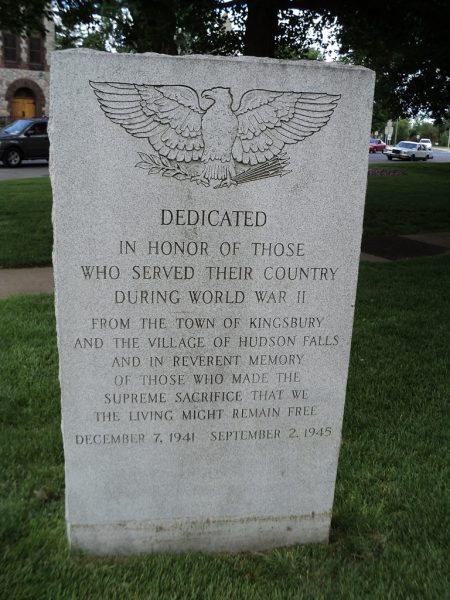 DEDICATED
IN HONOR OF THOSE
WHO SERVED THEIR COUNTRY
DURING WORLD WAR II
FROM THE TOWN OF KINGSBURY
AND THE VILLAGE OF HUDSON FALLS
AND IN REVERENT MEMORY
OF THOSE WHO MADE THE
SUPREME SACRIFICE THAT WE
THE LIVING MIGHT REMAIN FREE
DECEMBER 7, 1941 SEPTEMBER 2, 1945